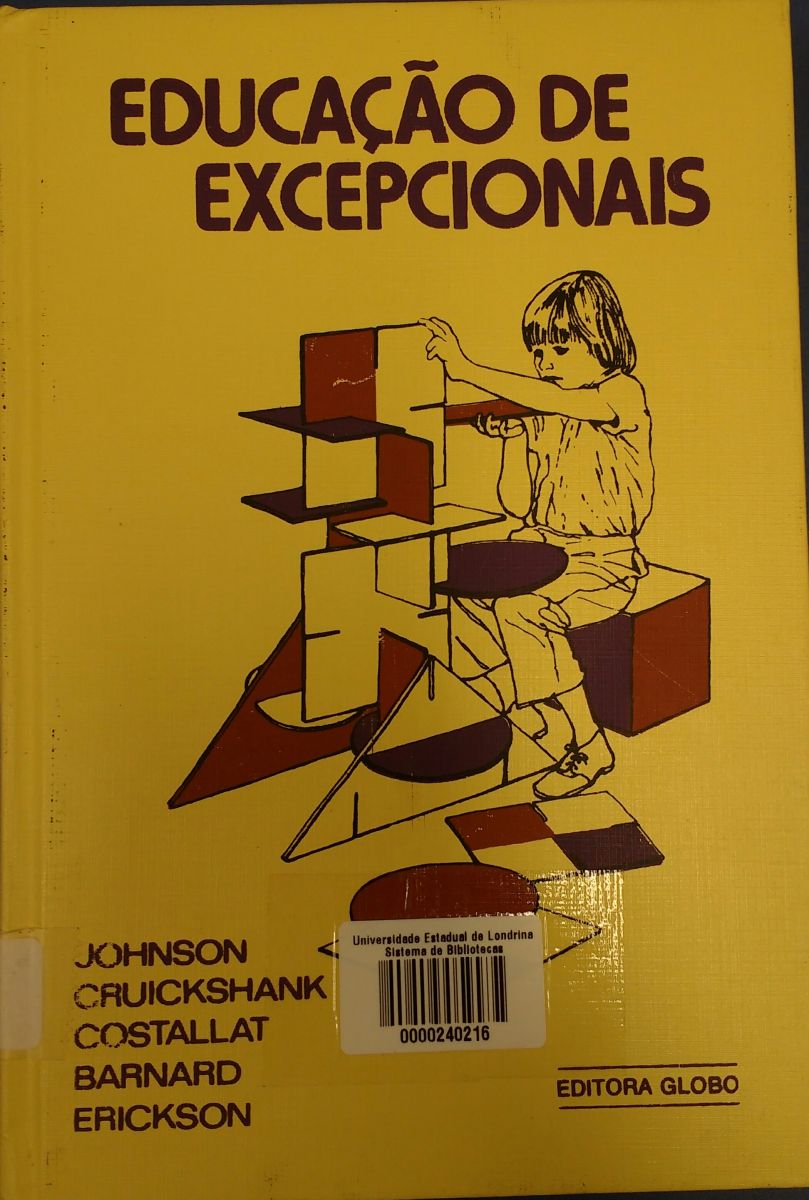 EDUCAÇÃO DE
EXCEPCIONAIS
JOHNSON
CRUICKSHANK
COSTALLAT
BARNARD
ERICKSON
Universidade Estadual de Londrina
Sistema de Bibliotecas
0000240216
EDITORA GLOBO